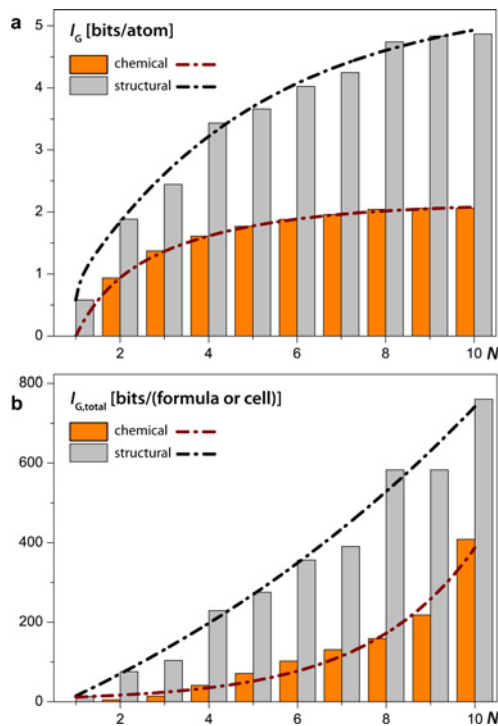 a
I_G [bits/atom]
chemical
structural
5
4
3
2
1
0
2 4 6 8 10 N
b
I_G,total [bits/(formula or cell)]
chemical
structural
800
600
400
200
0
2 4 6 8 10 N